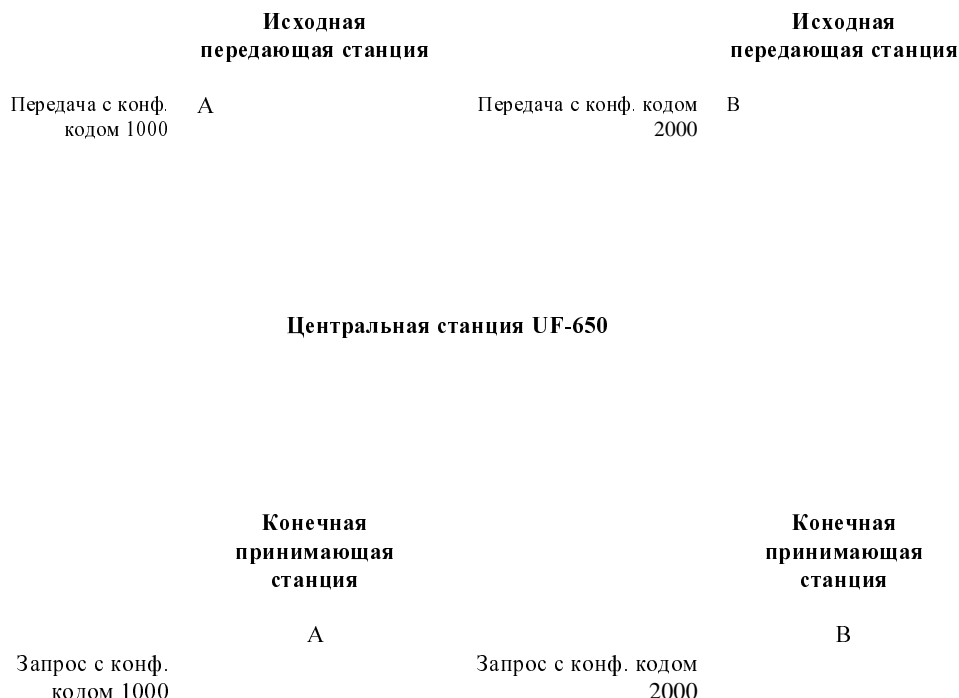 Исходная
передающая станция
Исходная
передающая станция
Передача с конф.
кодом 1000
A
Передача с конф. кодом
2000
B
Центральная станция UF-650
Конечная
принимающая
станция
Конечная
принимающая
станция
A
B
Запрос с конф.
кодом 1000
Запрос с конф. кодом
2000